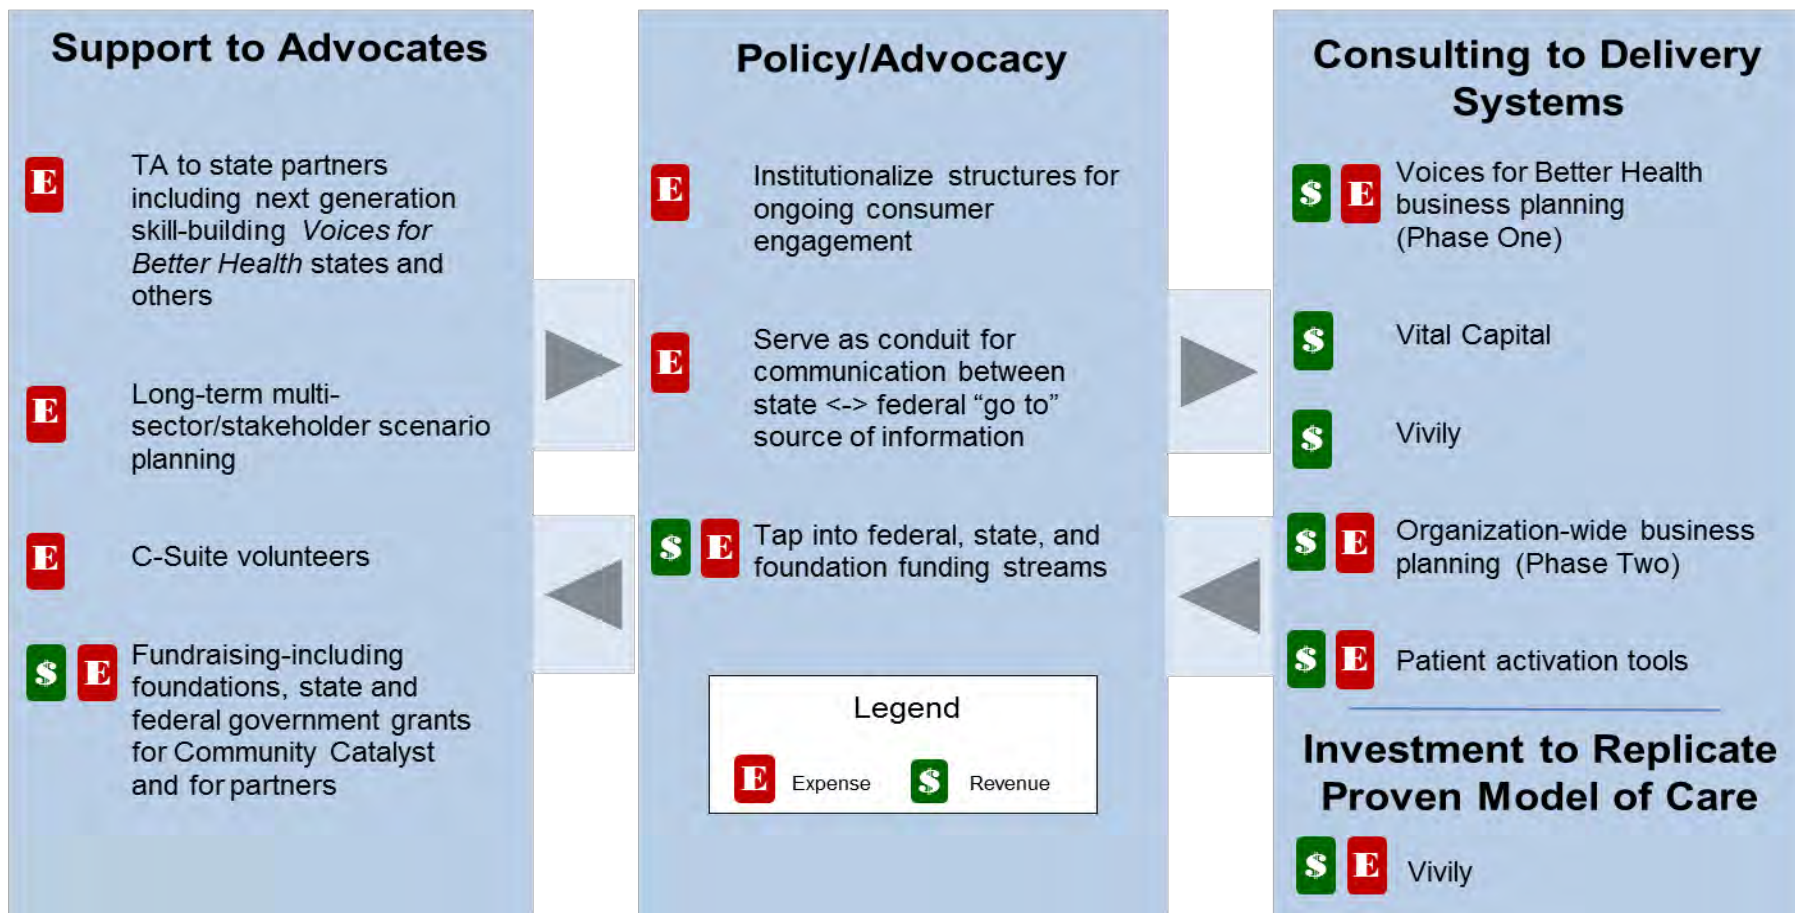 Support to Advocates
E
TA to state partners
including next generation
skill-building Voices for
Better Health states and
others
E
Long-term multi-
sector/stakeholder scenario
planning
E
C-Suite volunteers
$ E
Fundraising-including
foundations, state and
federal government grants
for Community Catalyst
and for partners
Policy/Advocacy
E
Institutionalize structures for
ongoing consumer
engagement
E
Serve as conduit for
communication between
state <-> federal “go to”
source of information
$ E
Tap into federal, state, and
foundation funding streams
Legend
E Expense $ Revenue
Consulting to Delivery
Systems
$ E
Voices for Better Health
business planning
(Phase One)
$ Vital Capital
$ Vivily
$ E
Organization-wide business
planning (Phase Two)
$ E Patient activation tools
Investment to Replicate
Proven Model of Care
$ E Vivily